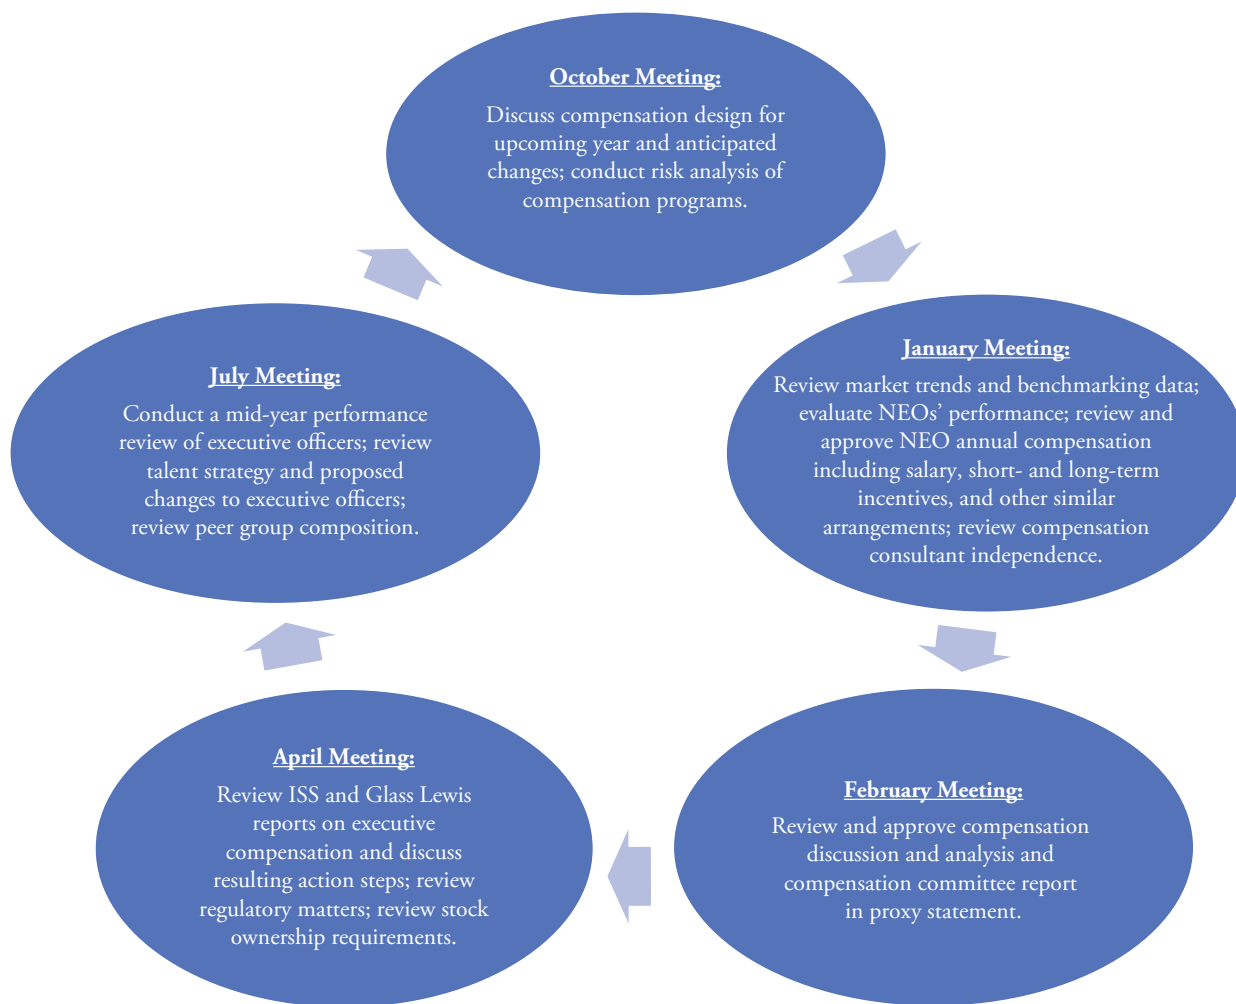 October Meeting:
Discuss compensation design for
upcoming year and anticipated
changes; conduct risk analysis of
compensation programs.
January Meeting:
Review market trends and benchmarking data;
evaluate NEOs’ performance; review and
approve NEO annual compensation
including salary, short- and long-term
incentives, and other similar
arrangements; review compensation
consultant independence.
February Meeting:
Review and approve compensation
discussion and analysis and
compensation committee report
in proxy statement.
April Meeting:
Review ISS and Glass Lewis
reports on executive
compensation and discuss
resulting action steps; review
regulatory matters; review stock
ownership requirements.
July Meeting:
Conduct a mid-year performance
review of executive officers; review
talent strategy and proposed
changes to executive officers;
review peer group composition.